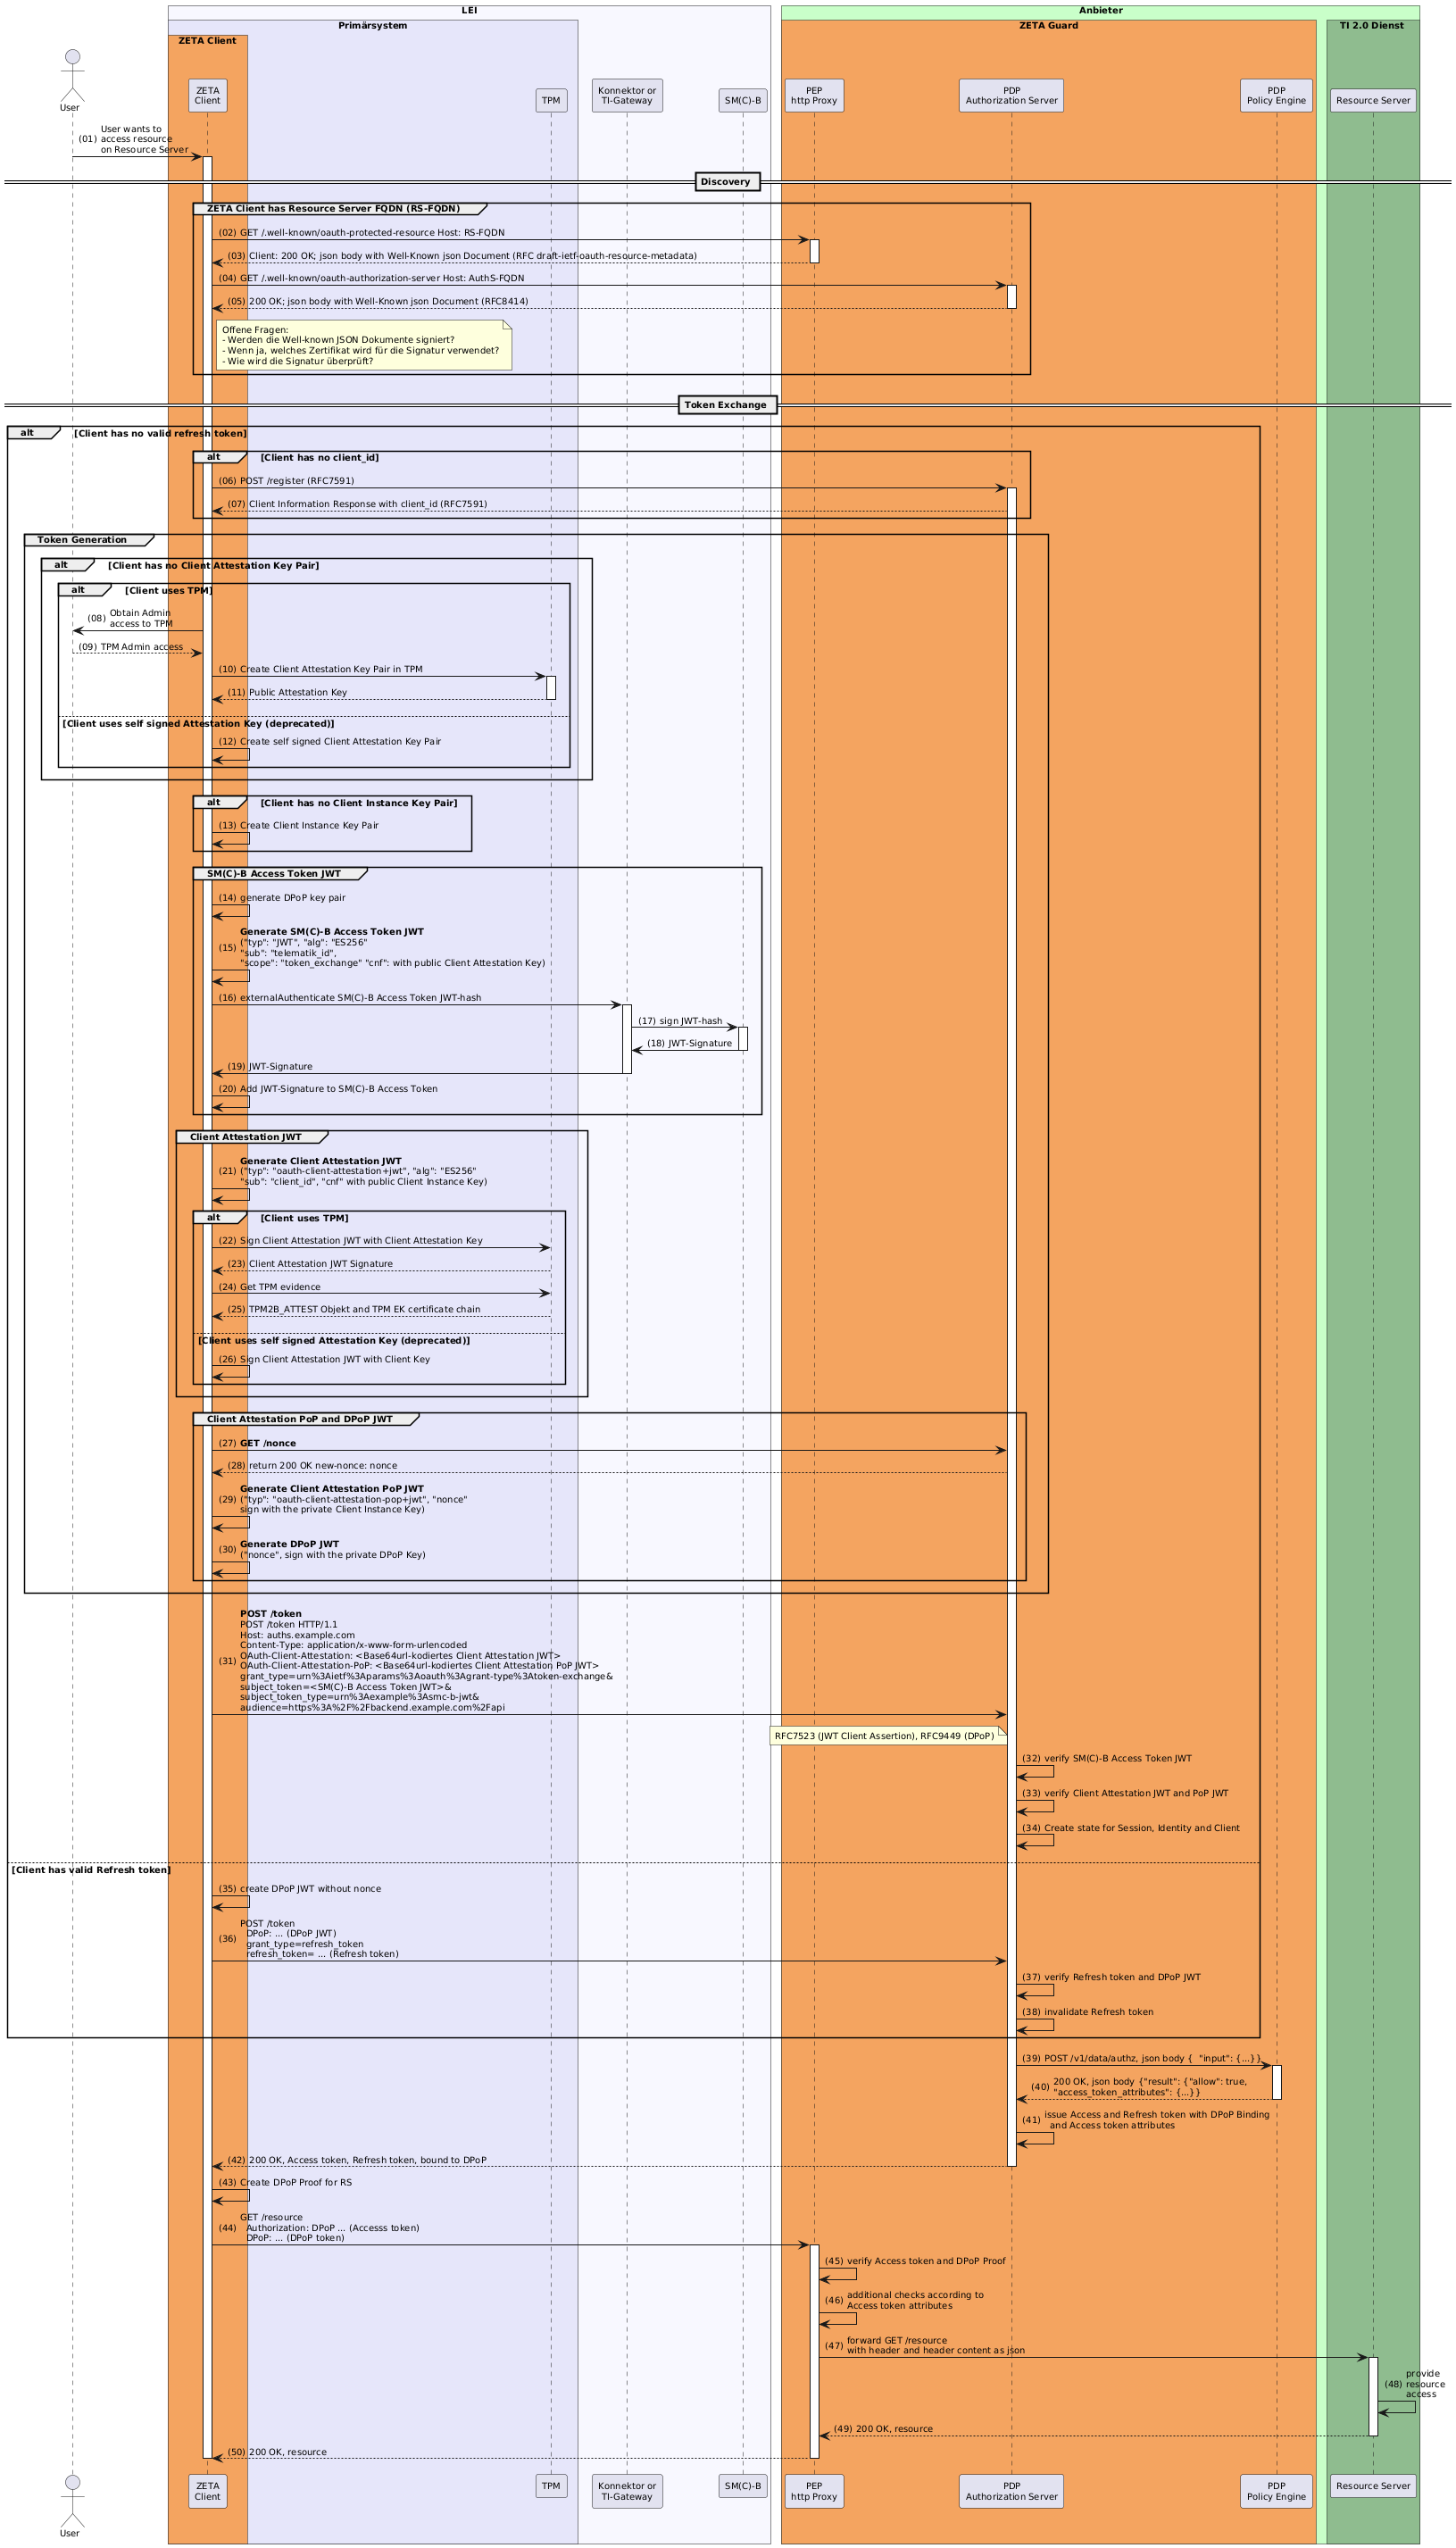 LEI
Anbieter
Primärsystem
ZETA Guard
TI 2.0 Dienst
ZETA Client
User
ZETA
Client
TPM
Konnektor or
TI-Gateway
SM(C)-B
PEP
http Proxy
PDP
Authorization Server
PDP
Policy Engine
Resource Server
(01) User wants to
access resource
on Resource Server
Discovery
ZETA Client has Resource Server FQDN (RS-FQDN)
(02) GET /.well-known/oauth-protected-resource Host: RS-FQDN
(03) Client: 200 OK; json body with Well-Known json Document (RFC draft-ietf-oauth-resource-metadata)
(04) GET /.well-known/oauth-authorization-server Host: AuthS-FQDN
(05) 200 OK; json body with Well-Known json Document (RFC8414)
Offene Fragen:
- Werden die Well-known JSON Dokumente signiert?
- Wenn ja, welches Zertifikat wird für die Signatur verwendet?
- Wie wird die Signatur überprüft?
Token Exchange
alt [Client has no valid refresh token]
alt [Client has no client_id]
(06) POST /register (RFC7591)
(07) Client Information Response with client_id (RFC7591)
Token Generation
alt [Client has no Client Attestation Key Pair]
alt [Client uses TPM]
(08) Obtain Admin
access to TPM
(09) TPM Admin access
(10) Create Client Attestation Key Pair in TPM
(11) Public Attestation Key
[Client uses self signed Attestation Key (deprecated)]
(12) Create self signed Client Attestation Key Pair
alt [Client has no Client Instance Key Pair]
(13) Create Client Instance Key Pair
SM(C)-B Access Token JWT
(14) generate DPoP key pair
(15) Generate SM(C)-B Access Token JWT
("typ": "JWT", "alg": "ES256"
"sub": "telematik_id",
"scope": "token_exchange" "cnf": with public Client Attestation Key)
(16) externalAuthenticate SM(C)-B Access Token JWT-hash
(17) sign JWT-hash
(18) JWT-Signature
(19) JWT-Signature
(20) Add JWT-Signature to SM(C)-B Access Token
Client Attestation JWT
(21) Generate Client Attestation JWT
("typ": "oauth-client-attestation+jwt", "alg": "ES256"
"sub": "client_id", "cnf" with public Client Instance Key)
alt [Client uses TPM]
(22) Sign Client Attestation JWT with Client Attestation Key
(23) Client Attestation JWT Signature
(24) Get TPM evidence
(25) TPM2B_ATTEST Objekt and TPM EK certificate chain
[Client uses self signed Attestation Key (deprecated)]
(26) Sign Client Attestation JWT with Client Key
Client Attestation PoP and DPoP JWT
(27) GET /nonce
(28) return 200 OK new-nonce: nonce
(29) Generate Client Attestation PoP JWT
("typ": "oauth-client-attestation-pop+jwt", "nonce"
sign with the private Client Instance Key)
(30) Generate DPoP JWT
("nonce", sign with the private DPoP Key)
(31) POST /token
POST /token HTTP/1.1
Host: auths.example.com
Content-Type: application/x-www-form-urlencoded
OAuth-Client-Attestation: <Base64url-kodiertes Client Attestation JWT>
OAuth-Client-Attestation-PoP: <Base64url-kodiertes Client Attestation PoP JWT>
grant_type=urn%3Aietf%3Aparams%3Aoauth%3Agrant-type%3Atoken-exchange&
subject_token=<SM(C)-B Access Token JWT>&
subject_token_type=urn%3Aexample%3Asmc-b-jwt&
audience=https%3A%2F%2Fbackend.example.com%2Fapi
RFC7523 (JWT Client Assertion), RFC9449 (DPoP)
(32) verify SM(C)-B Access Token JWT
(33) verify Client Attestation JWT and PoP JWT
(34) Create state for Session, Identity and Client
[Client has valid Refresh token]
(35) create DPoP JWT without nonce
(36) POST /token
DPoP: ... (DPoP JWT)
grant_type=refresh_token
refresh_token= ... (Refresh token)
(37) verify Refresh token and DPoP JWT
(38) invalidate Refresh token
(39) POST /v1/data/authz, json body { "input": {...}}
(40) 200 OK, json body {"result": {"allow": true,
"access_token_attributes": {...}}
(41) issue Access and Refresh token with DPoP Binding
and Access token attributes
(42) 200 OK, Access token, Refresh token, bound to DPoP
(43) Create DPoP Proof for RS
(44) GET /resource
Authorization: DPoP ... (Accesss token)
DPoP: ... (DPoP token)
(45) verify Access token and DPoP Proof
(46) additional checks according to
Access token attributes
(47) forward GET /resource
with header and header content as json
(48) provide
resource
access
(49) 200 OK, resource
(50) 200 OK, resource
User
ZETA
Client
TPM
Konnektor or
TI-Gateway
SM(C)-B
PEP
http Proxy
PDP
Authorization Server
PDP
Policy Engine
Resource Server